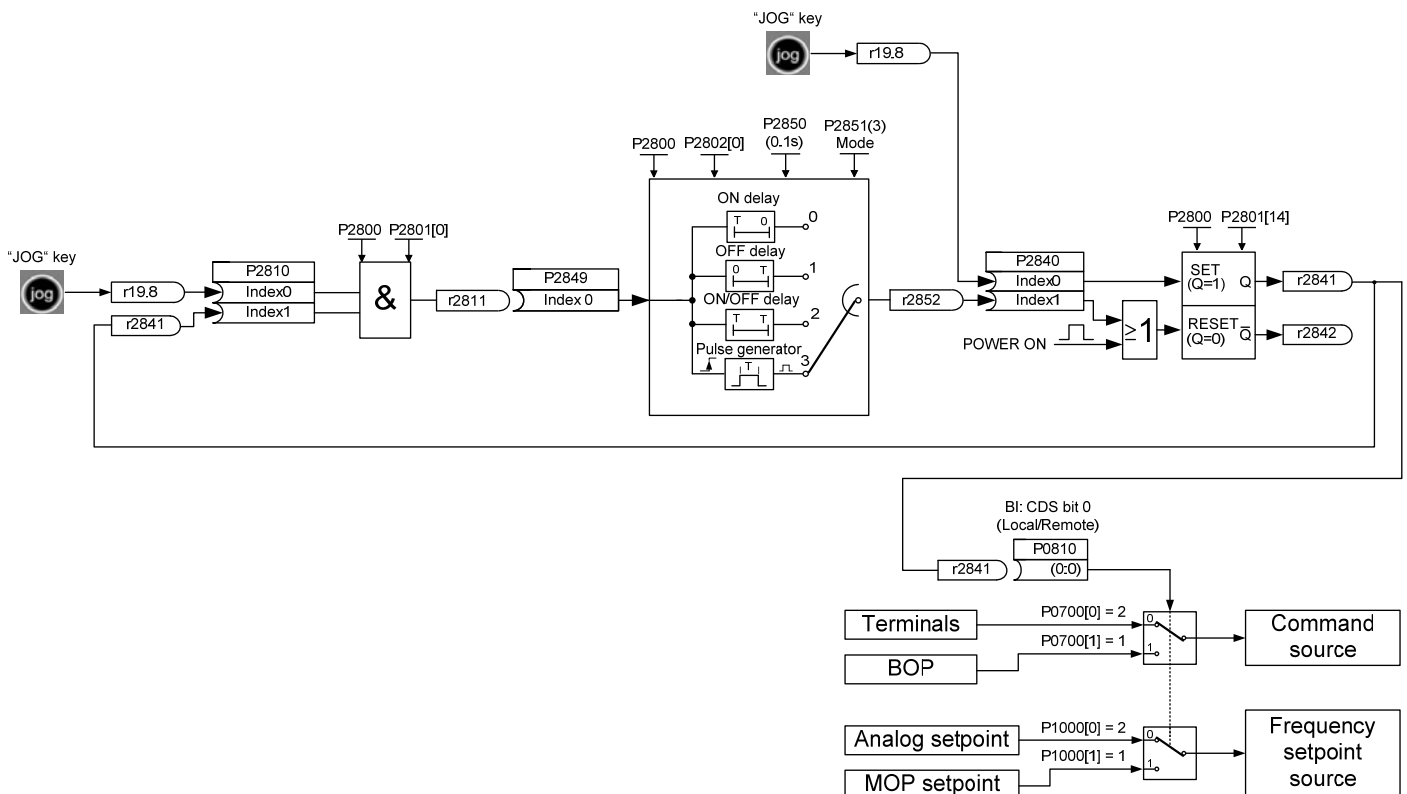 “JOG“ key
jog
r19.8
P2850
P2851(3)
P2800
P2802[0]
(0.1s)
Mode
ON delay
T 0
0
OFF delay
0 T
1
ON/OFF delay
T T
2
Pulse generator
T
3
“JOG“ key
jog
r19.8
r2841
P2810
Index0
Index1
P2800
P2801[0]
&
r2811
P2849
Index 0
r2852
P2840
Index0
Index1
POWER ON
≥1
P2800
P2801[14]
SET
(Q=1)
Q
RESET
(Q=0)
Q
r2841
r2842
BI: CDS bit 0
(Local/Remote)
P0810
r2841
(0:0)
Terminals
P0700[0] = 2
0
BOP
P0700[1] = 1
1
Command
source
Analog setpoint
P1000[0] = 2
0
MOP setpoint
P1000[1] = 1
1
Frequency
setpoint
source